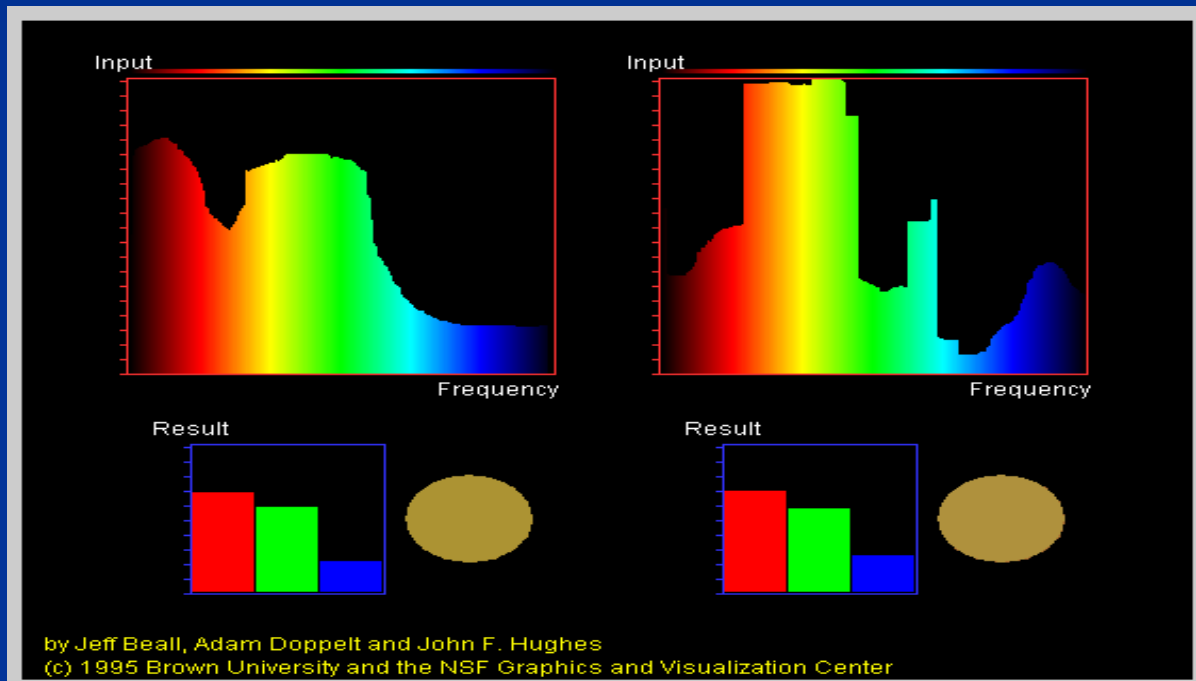 Input
Input
Frequency
Frequency
Result
Result
by Jeff Beall, Adam Doppelt and John F. Hughes
(c) 1995 Brown University and the NSF Graphics and Visualization Center